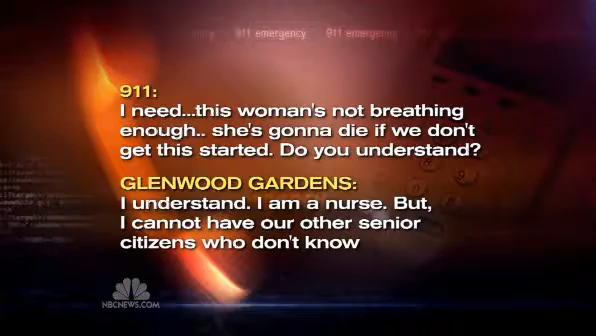 911 emergency 911 emergency
911:
I need...this woman's not breathing
enough.. she's gonna die if we don't
get this started. Do you understand?
GLENWOOD GARDENS:
I understand. I am a nurse. But,
I cannot have our other senior
citizens who don't know
NBCNEWS.COM